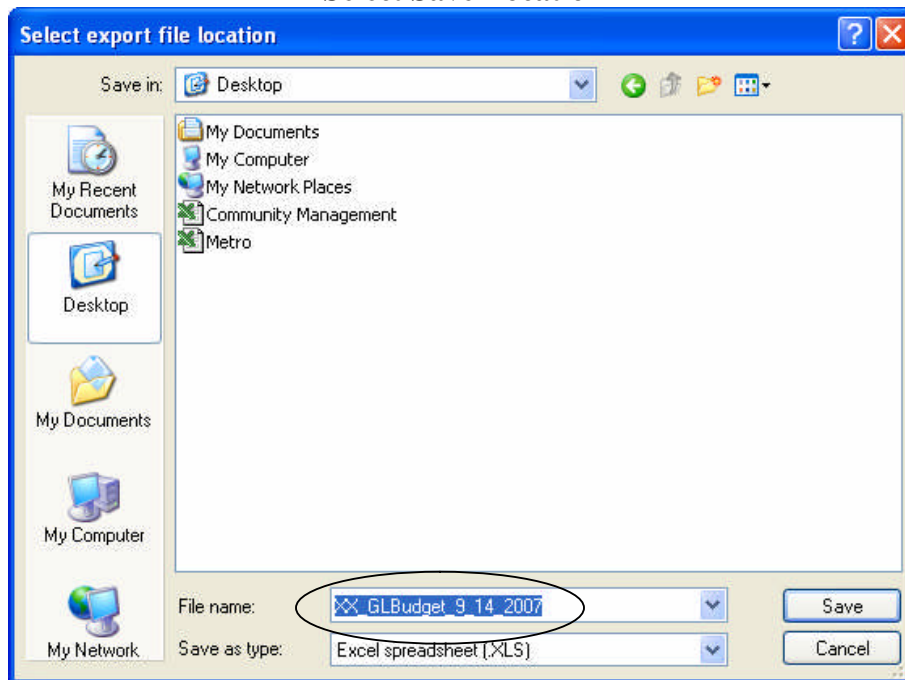 Select export file location
Save in:
Desktop
My Documents
My Computer
My Network Places
Community Management
Metro
My Recent
Documents
Desktop
My Documents
My Computer
My Network
File name:
XX_GLBudget_9_14_2007
Save
Save as type:
Excel spreadsheet (.XLS)
Cancel